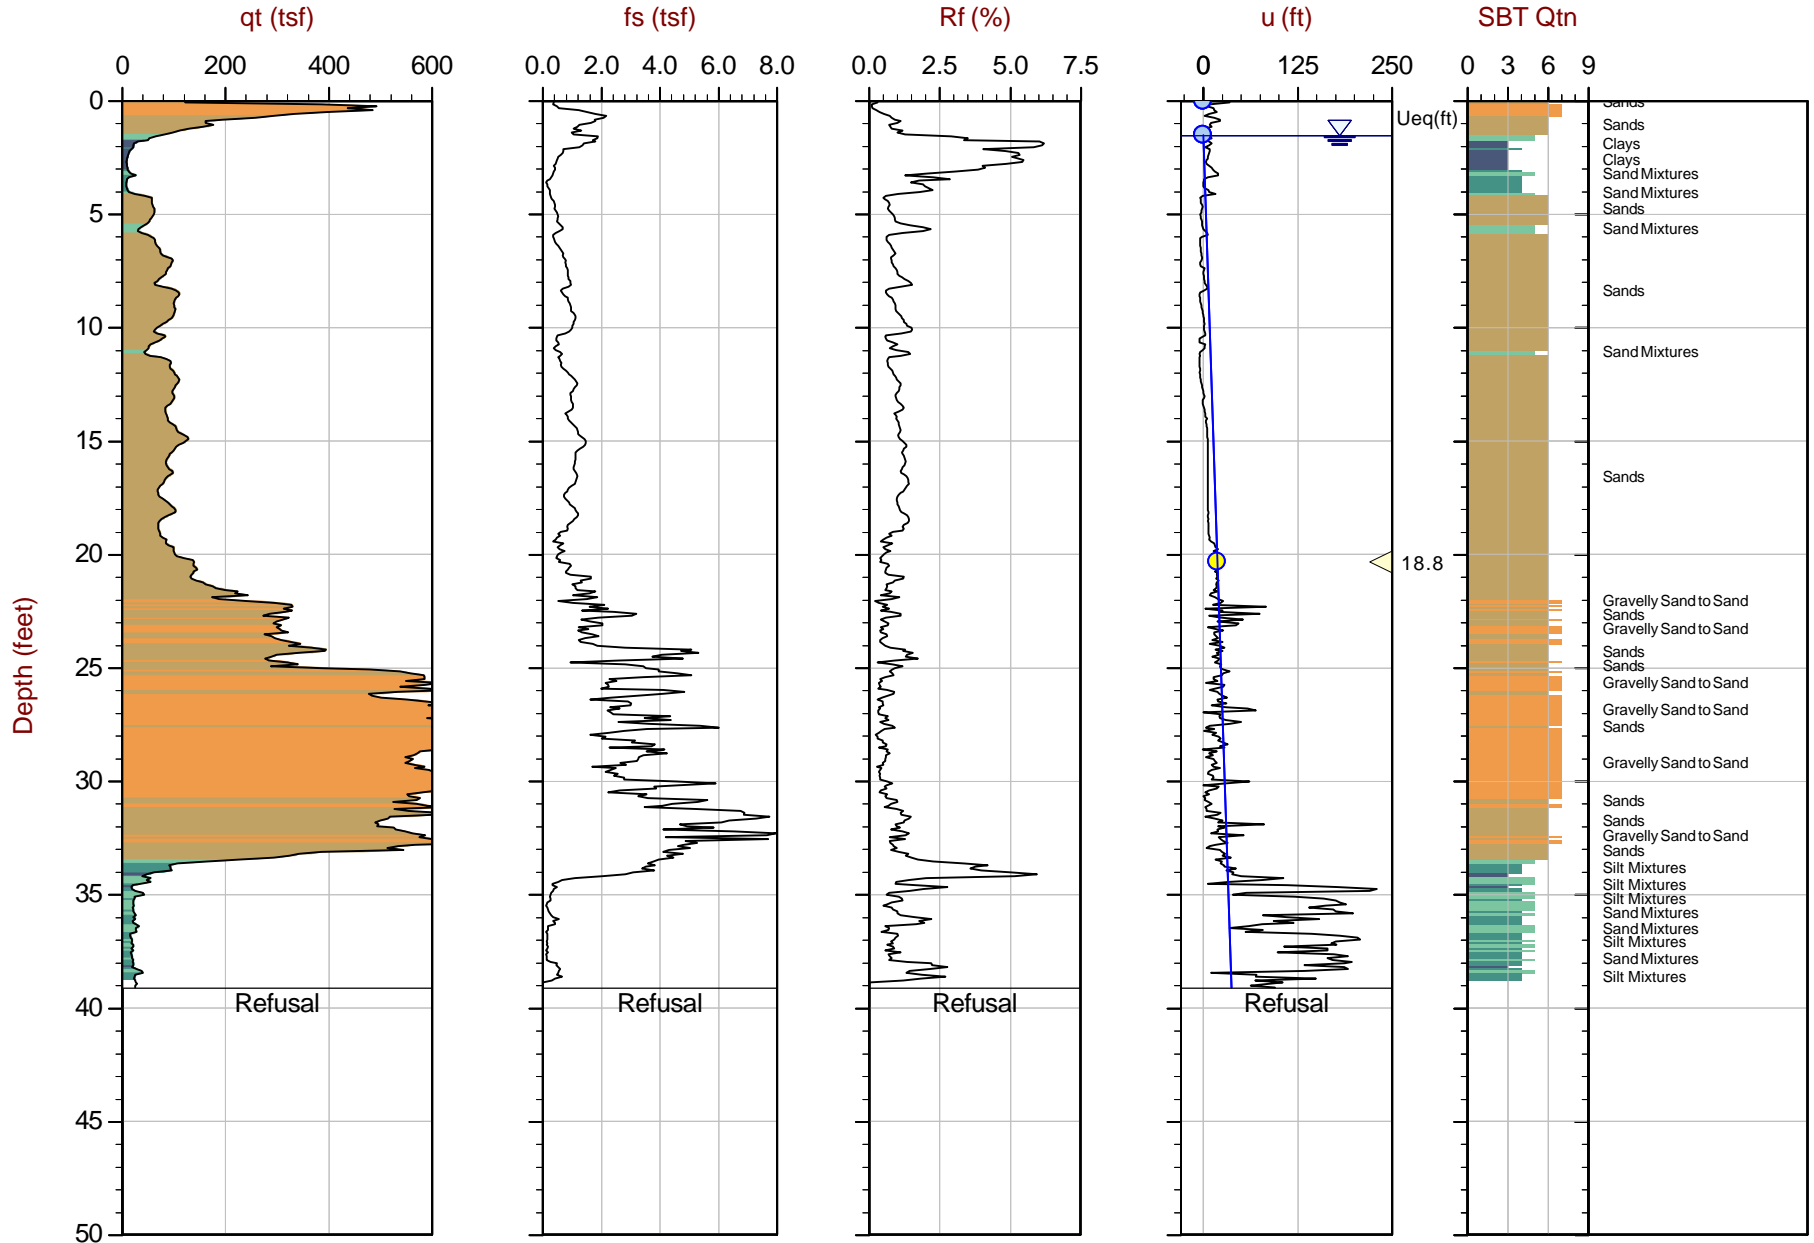 qt (tsf) fs (tsf) Rf (%) u (ft) SBT Qtn
0 200 400 600 0.0 2.0 4.0 6.0 8.0 0.0 2.5 5.0 7.5 0 125 250 0 3 6 9
0
Sands
Ueq(ft)
Sands
Clays
Clays
Sand Mixtures
Sand Mixtures
Sands
5
Sand Mixtures
Sands
10
Sand Mixtures
15
Sands
20
18.8
Gravelly Sand to Sand
Sands
Gravelly Sand to Sand
Sands
Sands
25
Gravelly Sand to Sand
Depth (feet)
Gravelly Sand to Sand
Sands
Gravelly Sand to Sand
30
Sands
Sands
Gravelly Sand to Sand
Sands
Silt Mixtures
Silt Mixtures
35
Silt Mixtures
Sand Mixtures
Sand Mixtures
Silt Mixtures
Sand Mixtures
Silt Mixtures
Refusal Refusal Refusal Refusal
40
45
50